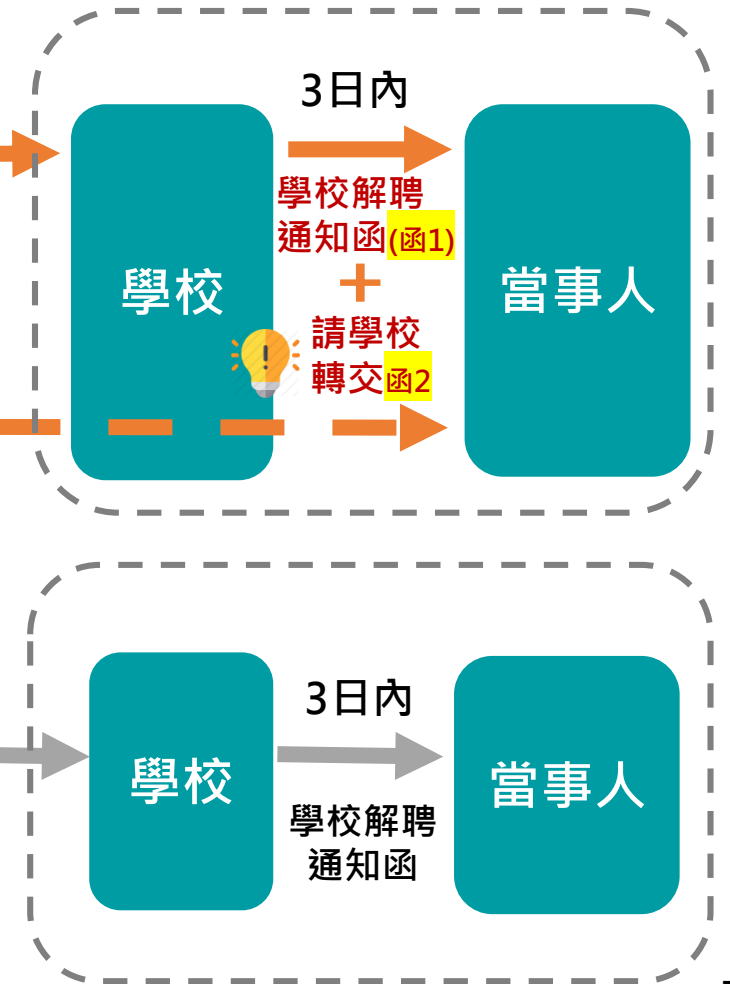 3日內
學校解聘
通知函(函1)
+
請學校
轉交函2
學校
當事人
3日內
學校
當事人
學校解聘
通知函